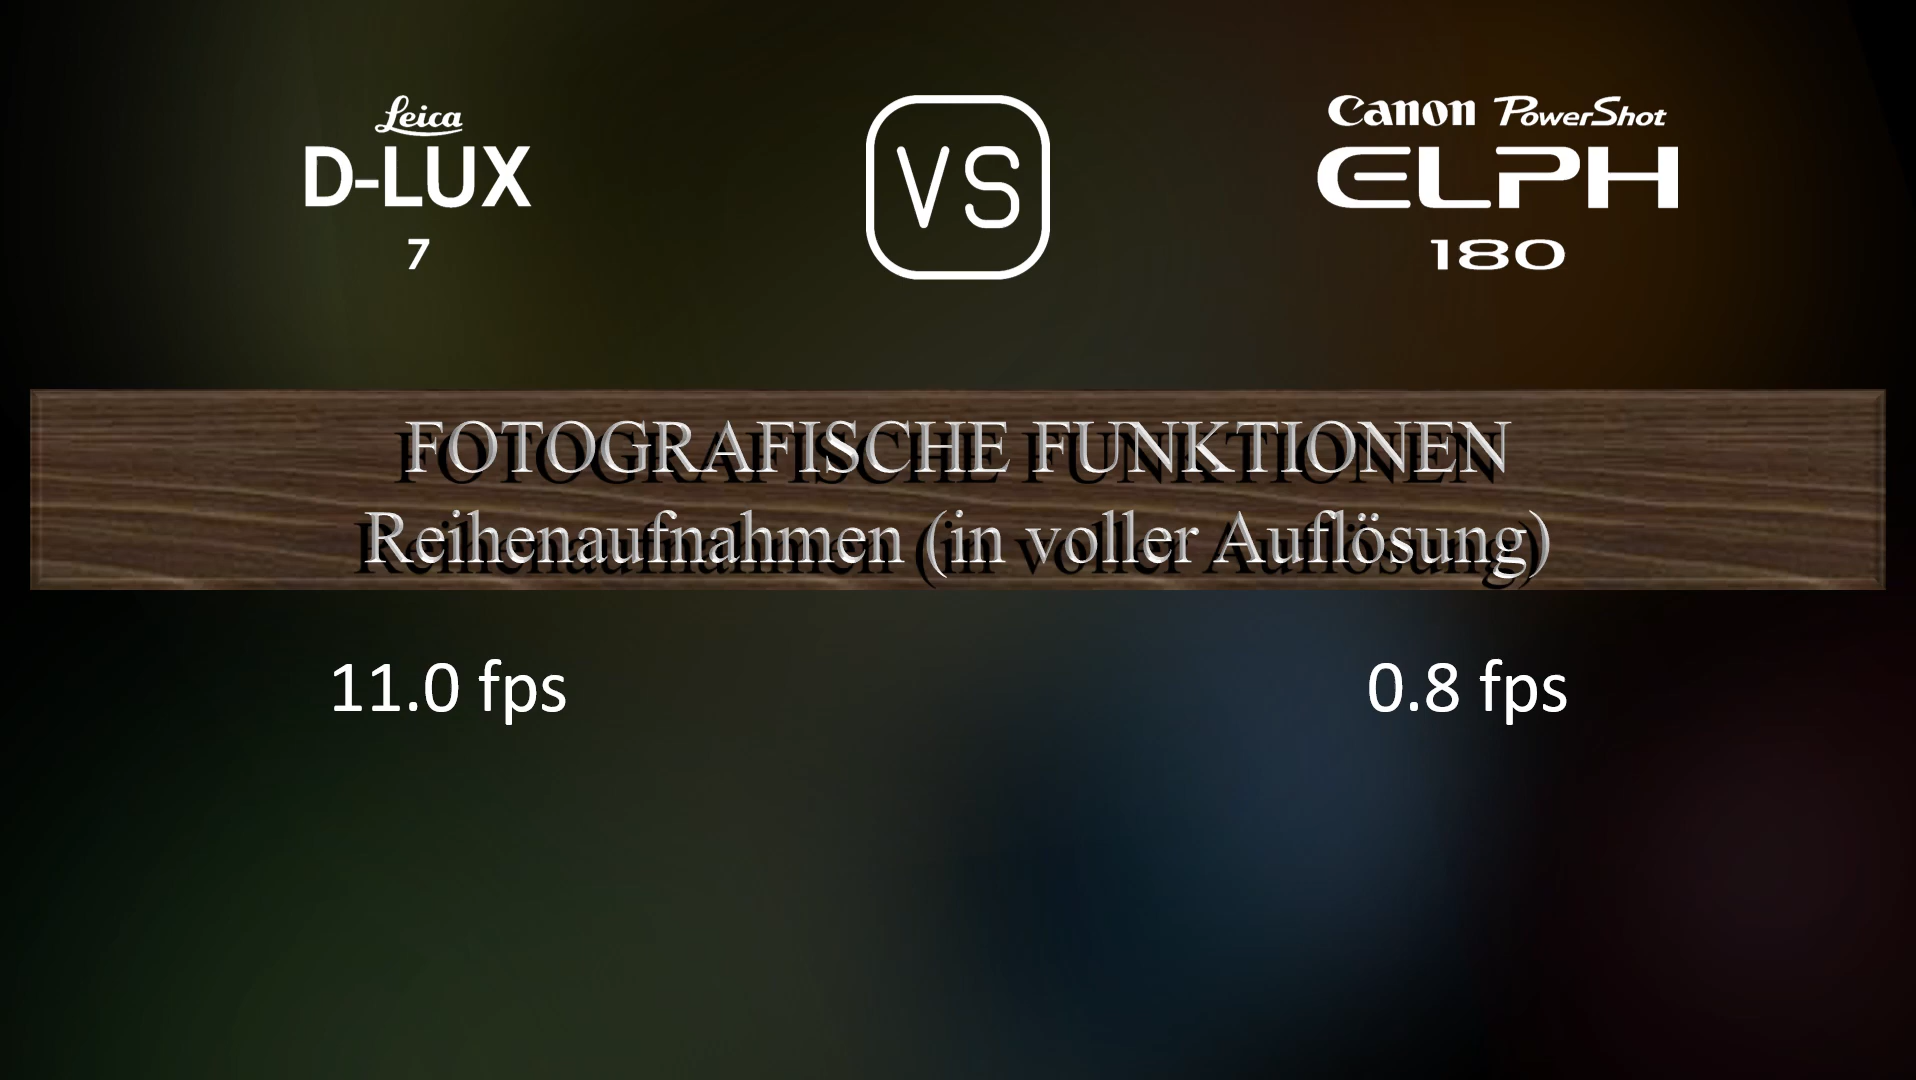 Leica
D-LUX
7
VS
Canon PowerShot
ELPH
180
FOTOGRAFISCHE FUNKTIONEN
Reihenaufnahmen (in voller Auflösung)
11.0 fps
0.8 fps